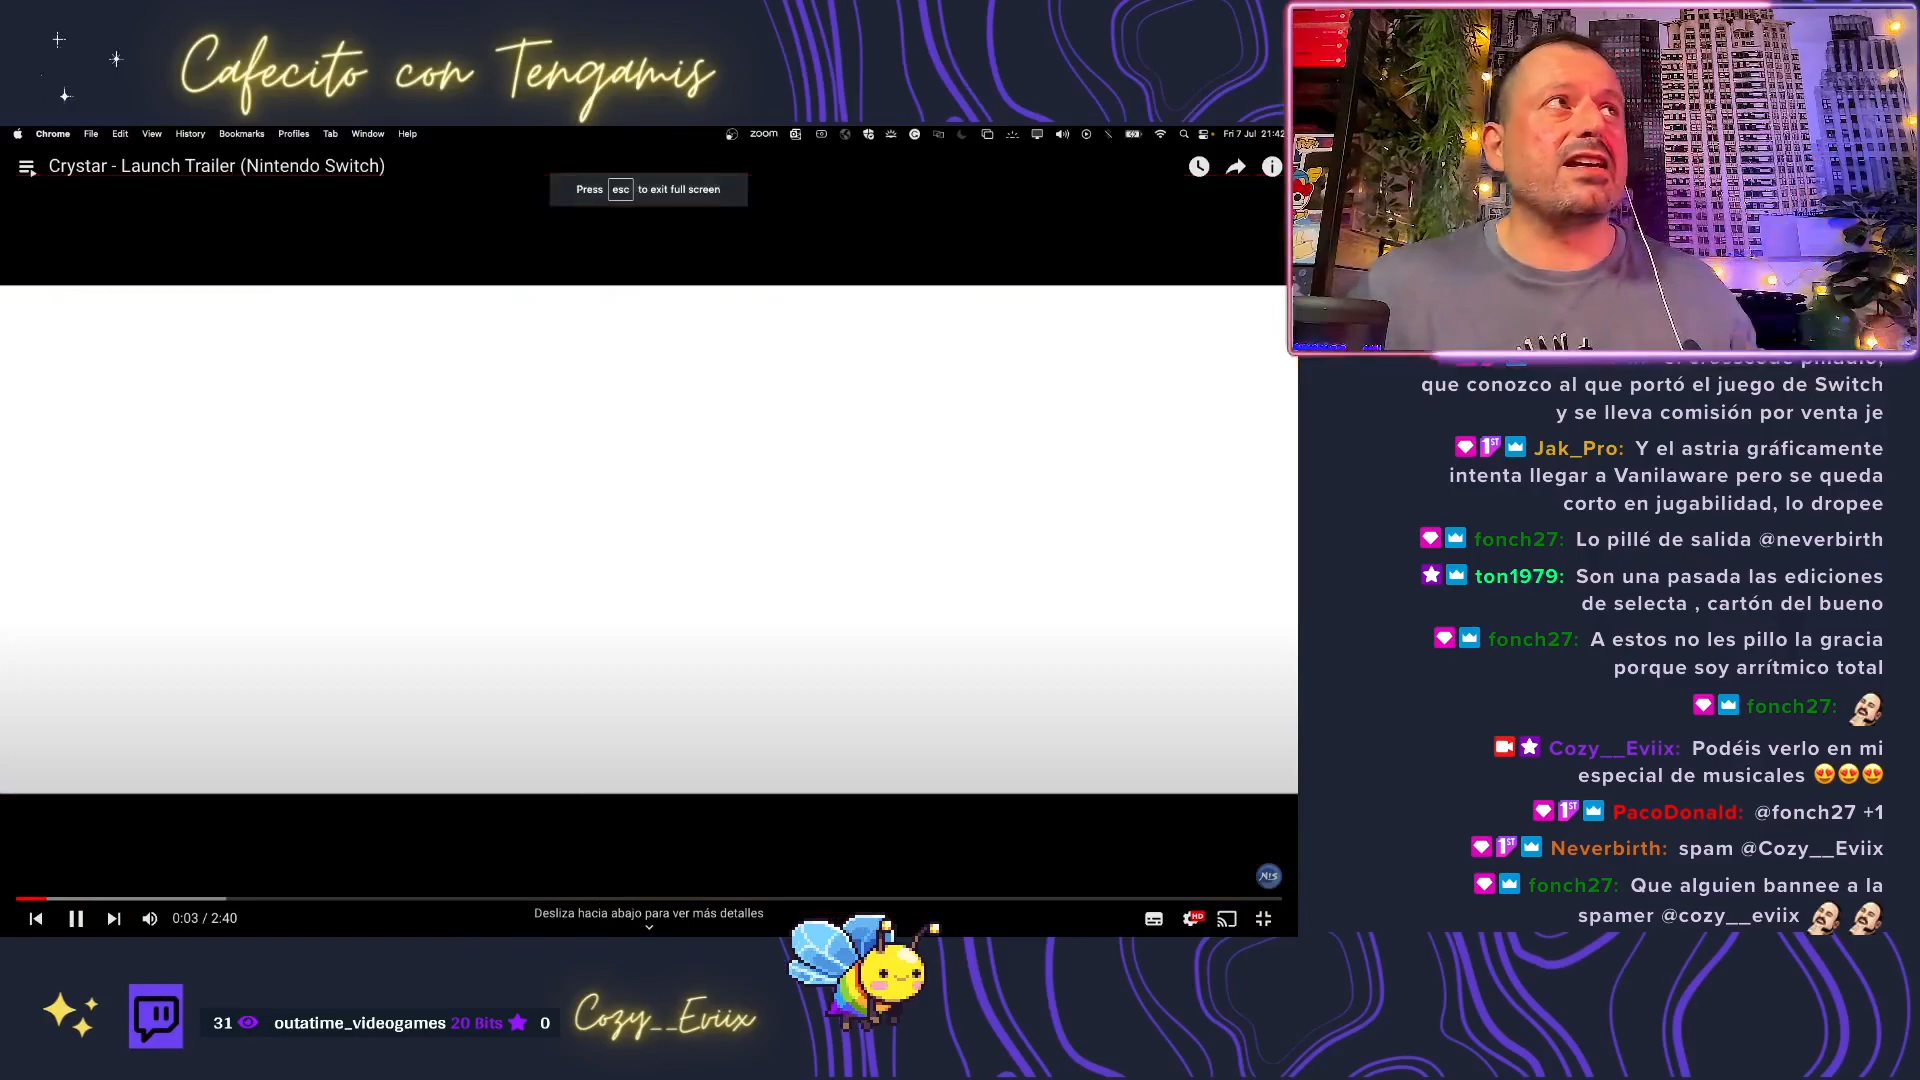 Cafecito con Tengamis
Chrome File Edit View History Bookmarks Profiles Tab Window Help
zoom
Fri 7 Jul 21:42
Crystar - Launch Trailer (Nintendo Switch)
Press esc to exit full screen
que conozco al que portó el juego de Switch
y se lleva comisión por venta je
Jak_Pro: Y el astria gráficamente
intenta llegar a Vanilaware pero se queda
corto en jugabilidad, lo dropee
fonch27: Lo pillé de salida @neverbirth
ton1979: Son una pasada las ediciones
de selecta , cartón del bueno
fonch27: A estos no les pillo la gracia
porque soy arrítmico total
fonch27:
Cozy__Eviix: Podéis verlo en mi
especial de musicales 😍😍😍
PacoDonald: @fonch27 +1
Neverbirth: spam @Cozy__Eviix
fonch27: Que alguien bannee a la
spamer @cozy__eviix
NIS
0:03 / 2:40
Desliza hacia abajo para ver más detalles
HD
31 outatime_videogames 20 Bits 0
Cozy__Eviix